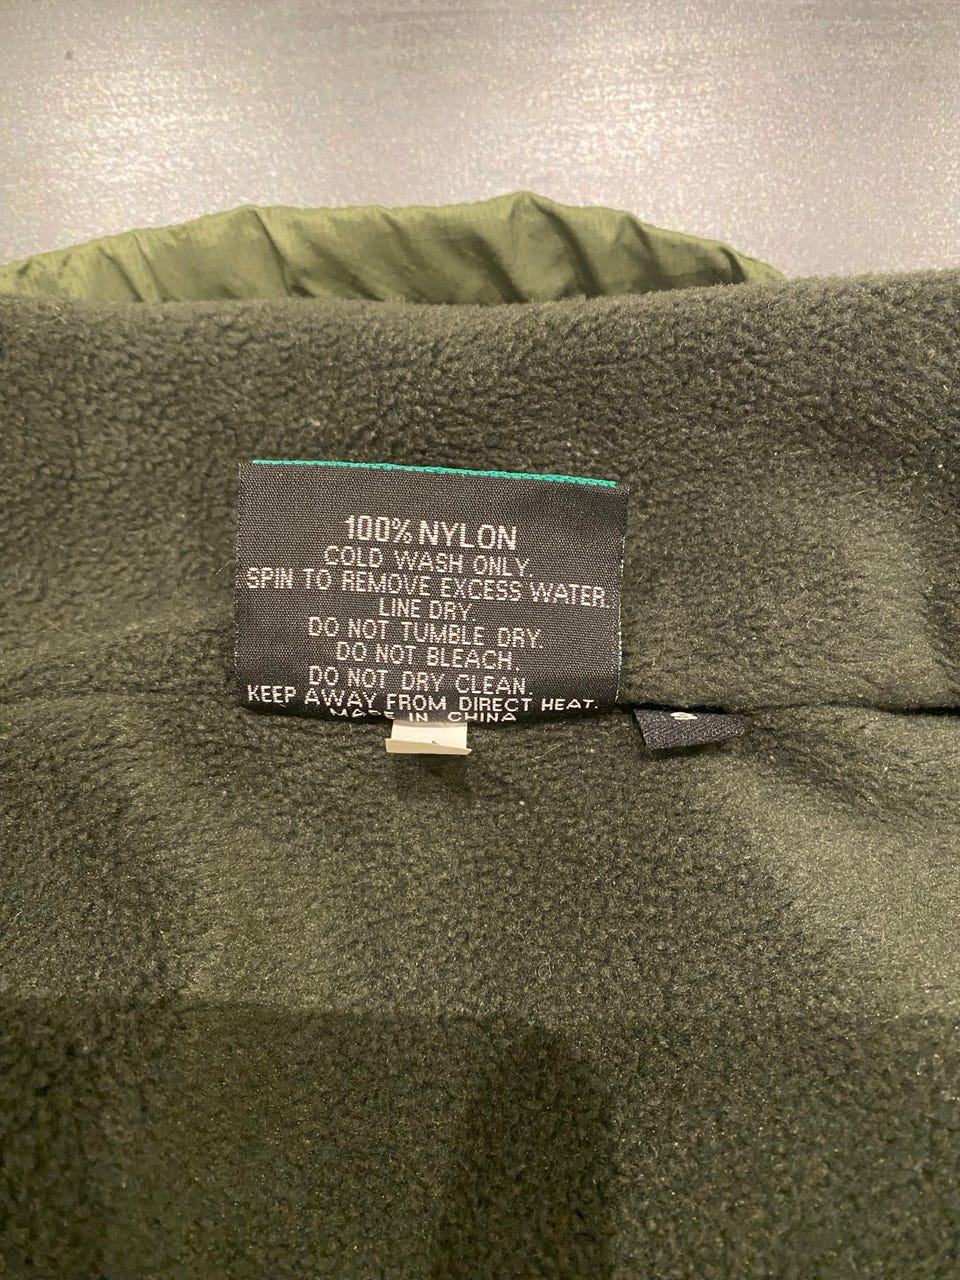 100% NYLON
COLD WASH ONLY.
SPIN TO REMOVE EXCESS WATER.
LINE DRY.
DO NOT TUMBLE DRY.
DO NOT BLEACH.
DO NOT DRY CLEAN.
KEEP AWAY FROM DIRECT HEAT.
MADE IN CHINA